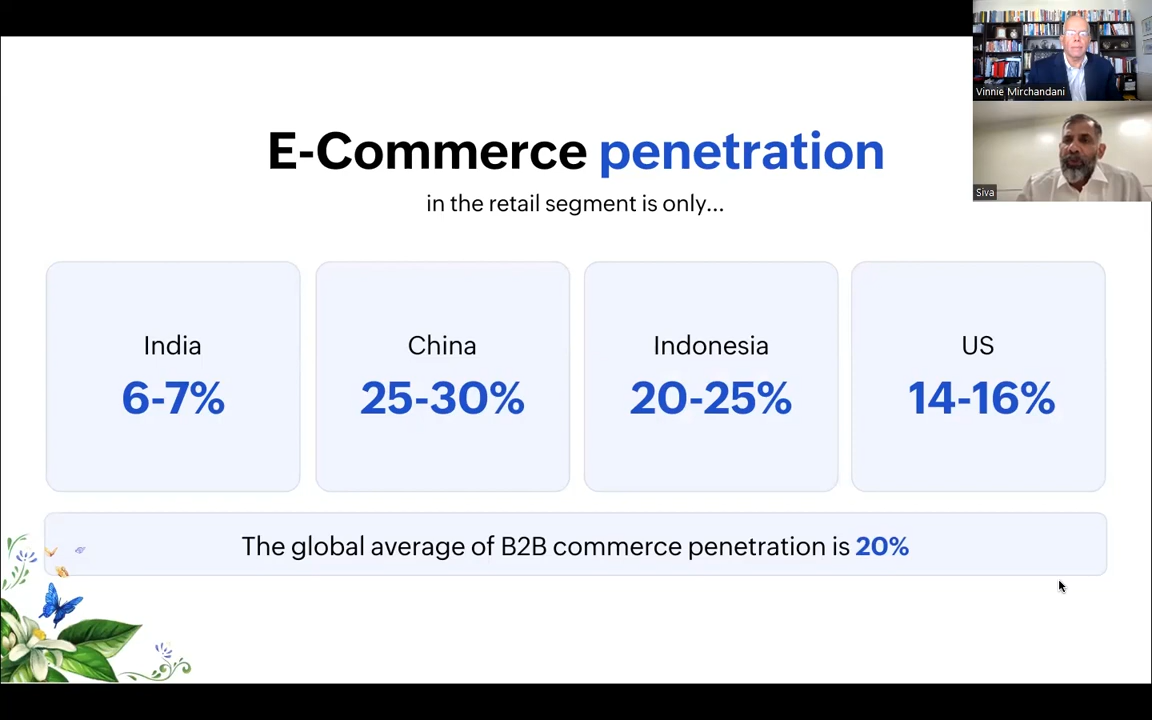 E-Commerce penetration
in the retail segment is only...
India
6-7%
China
25-30%
Indonesia
20-25%
US
14-16%
The global average of B2B commerce penetration is 20%
Vinnie Mirchandani
Siva